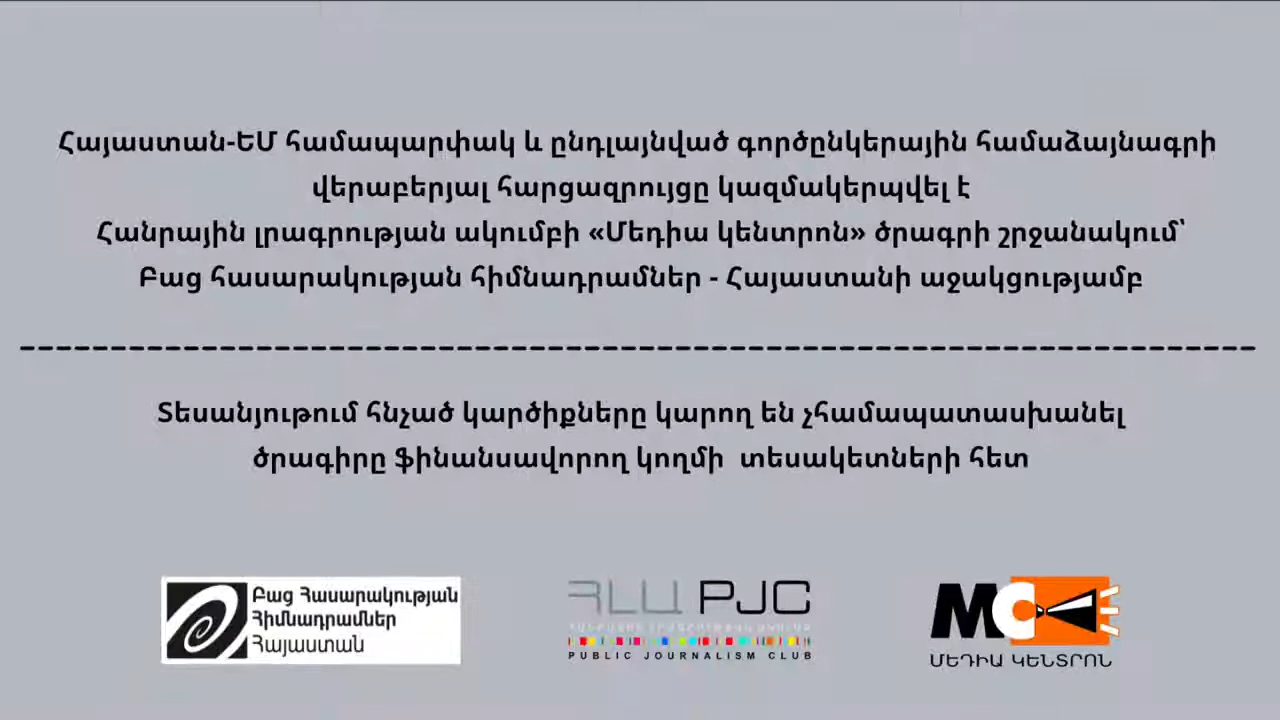 Հայաստան-ԵՄ համապարփակ և ընդլայնված գործընկերային համաձայնագրի
վերաբերյալ հարցազրույցը կազմակերպվել է
Հանրային լրագրության ակումբի «Մեդիա կենտրոն» ծրագրի շրջանակում՝
Բաց հասարակության հիմնադրամներ - Հայաստանի աջակցությամբ
Տեսանյութում հնչած կարծիքները կարող են չհամապատասխանել
ծրագիրը ֆինանսավորող կողմի տեսակետների հետ
Բաց Հասարակության
Հիմնադրամներ
Հայաստան
ՀԼԱ PJC
PUBLIC JOURNALISM CLUB
MC
ՄԵԴԻԱ ԿԵՆՏՐՈՆ